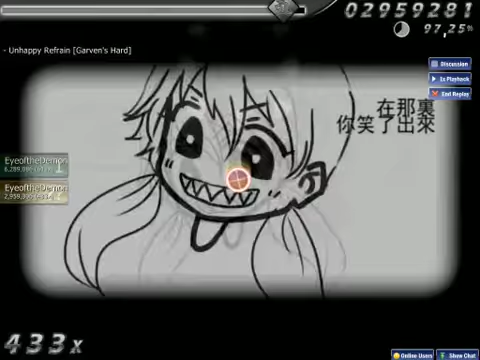 02959281
97,25%
- Unhappy Refrain [Garven's Hard]
Discussion
In Playback
End Replay
在那裏
你笑了出來
EyeoftheDemon
EyeoftheDemon
433x
Online Users
Show Chat